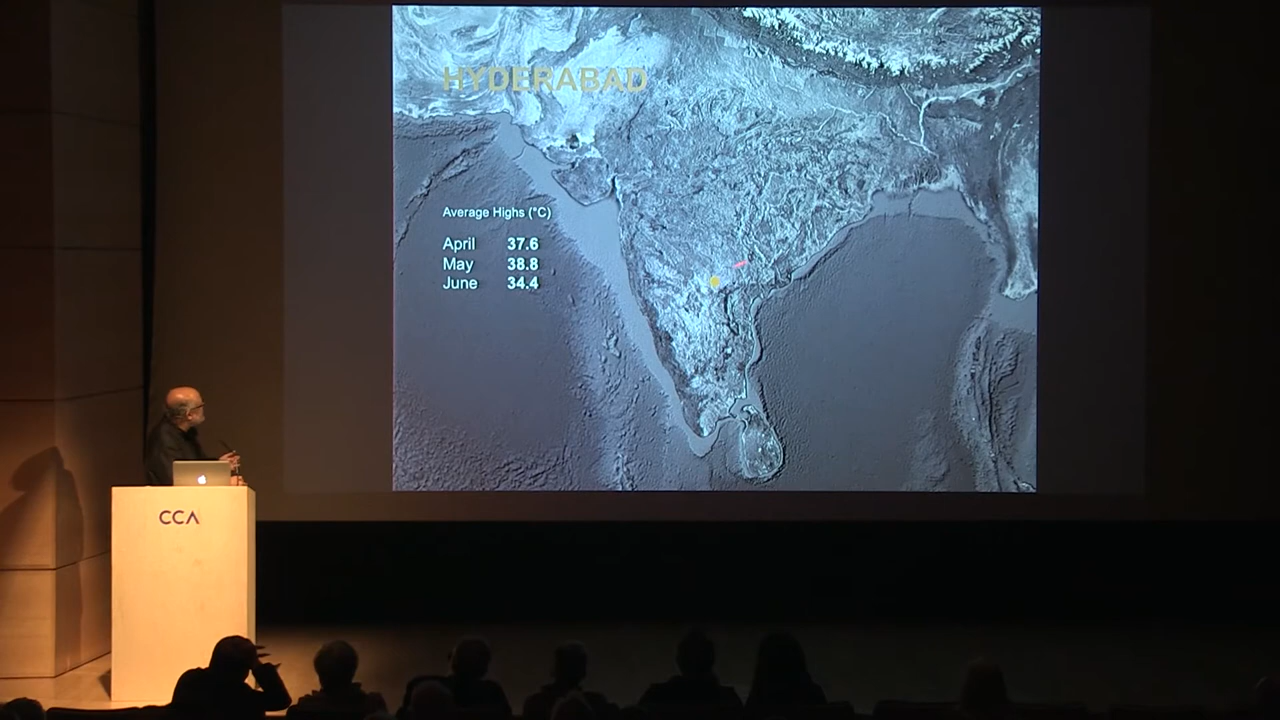 HYDERABAD
Average Highs (°C)
April 37.6
May 38.8
June 34.4
CCA